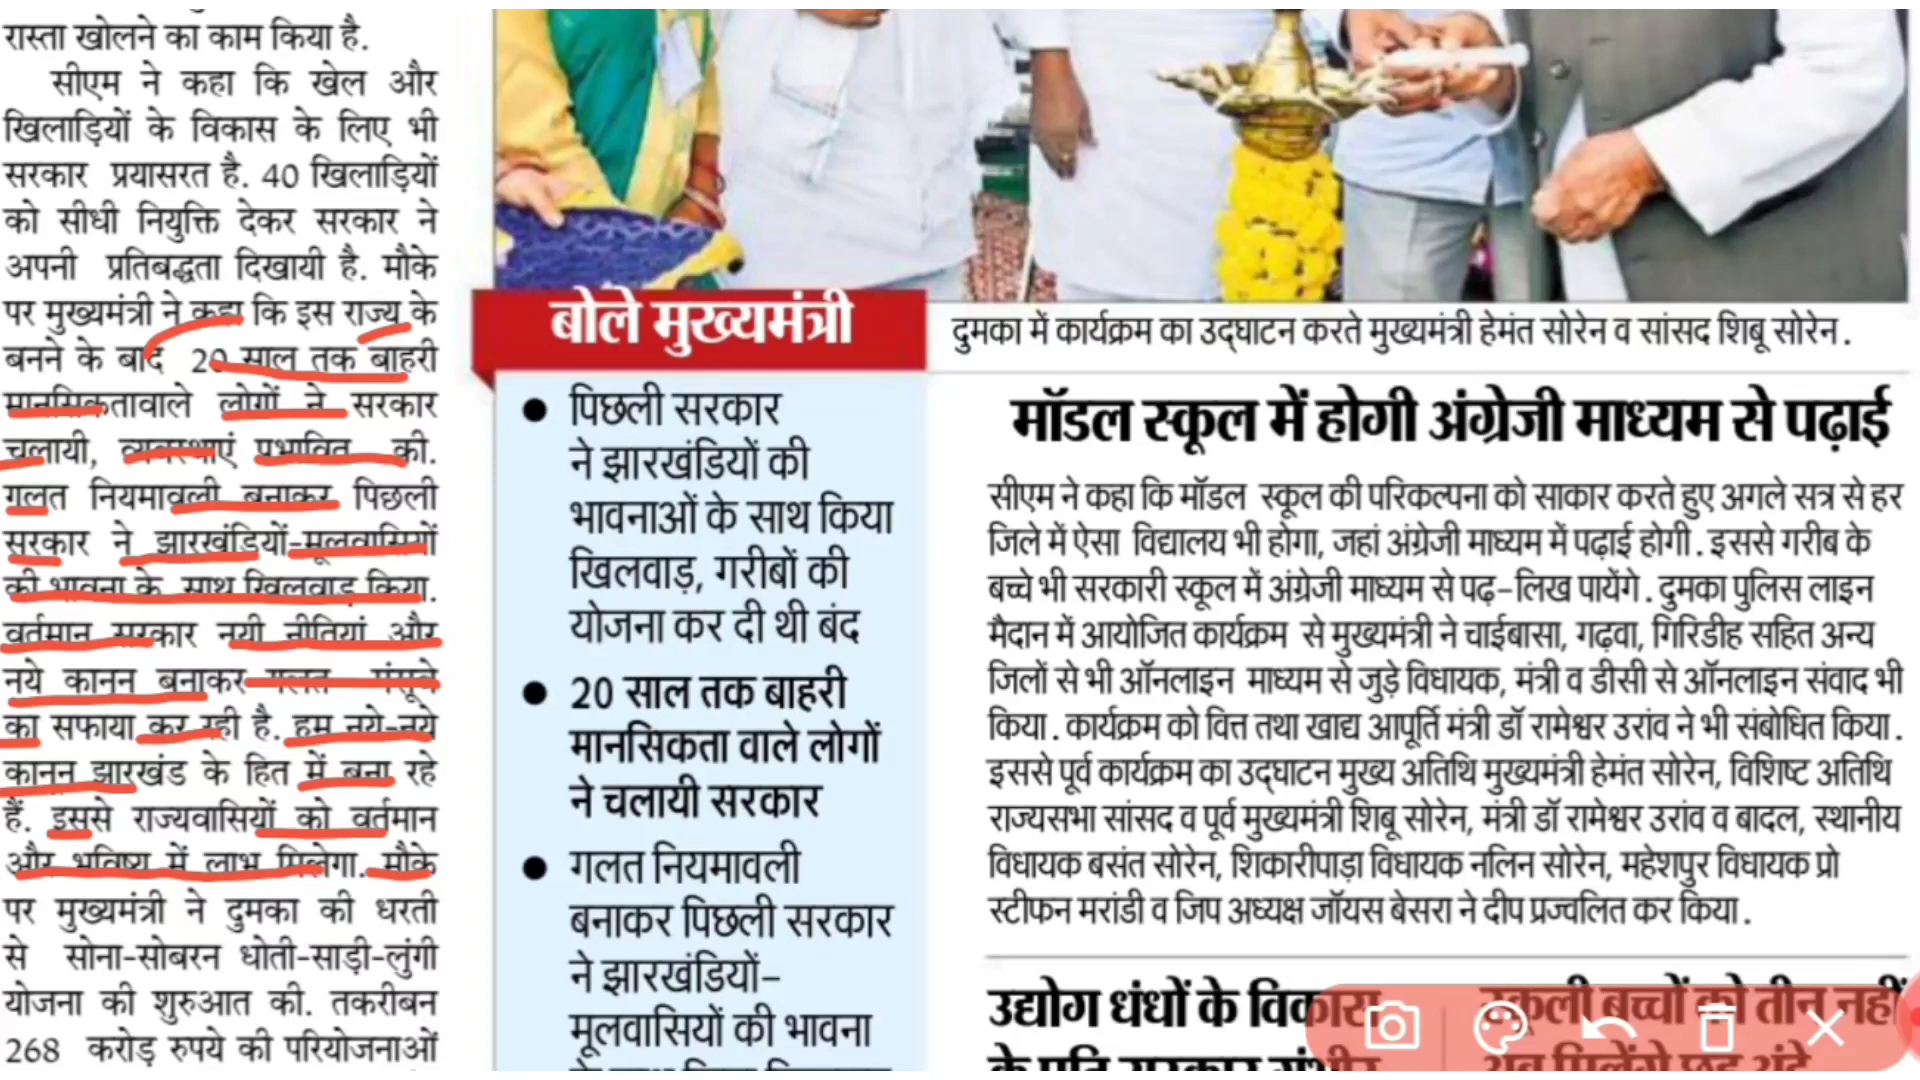 रास्ता खोलने का काम किया है.
सीएम ने कहा कि खेल और
खिलाड़ियों के विकास के लिए भी
सरकार प्रयासरत है. 40 खिलाड़ियों
को सीधी नियुक्ति देकर सरकार ने
अपनी प्रतिबद्धता दिखायी है. मौके
पर मुख्यमंत्री ने कहा कि इस राज्य के
बनने के बाद 20 साल तक बाहरी
मानसिकतावाले लोगों ने सरकार
चलायी, व्यवस्थाएं प्रभावित की.
गलत नियमावली बनाकर पिछली
सरकार ने झारखंडियों-मूलवासियों
की भावना के साथ खिलवाड़ किया.
वर्तमान सरकार नयी नीतियां और
नये कानून बनाकर गलत मंसूबे
का सफाया कर रही है. हम नये-नये
कानून झारखंड के हित में बना रहे
हैं. इससे राज्यवासियों को वर्तमान
और भविष्य में लाभ मिलेगा. मौके
पर मुख्यमंत्री ने दुमका की धरती
से सोना-सोबरन धोती-साड़ी-लुंगी
योजना की शुरुआत की. तकरीबन
268 करोड़ रुपये की परियोजनाओं
बोले मुख्यमंत्री
● पिछली सरकार
ने झारखंडियों की
भावनाओं के साथ किया
खिलवाड़, गरीबों की
योजना कर दी थी बंद
● 20 साल तक बाहरी
मानसिकता वाले लोगों
ने चलायी सरकार
● गलत नियमावली
बनाकर पिछली सरकार
ने झारखंडियों–
मूलवासियों की भावना
दुमका में कार्यक्रम का उद्घाटन करते मुख्यमंत्री हेमंत सोरेन व सांसद शिबू सोरेन.
मॉडल स्कूल में होगी अंग्रेजी माध्यम से पढ़ाई
सीएम ने कहा कि मॉडल स्कूल की परिकल्पना को साकार करते हुए अगले सत्र से हर
जिले में ऐसा विद्यालय भी होगा, जहां अंग्रेजी माध्यम में पढ़ाई होगी. इससे गरीब के
बच्चे भी सरकारी स्कूल में अंग्रेजी माध्यम से पढ़–लिख पायेंगे. दुमका पुलिस लाइन
मैदान में आयोजित कार्यक्रम से मुख्यमंत्री ने चाईबासा, गढ़वा, गिरिडीह सहित अन्य
जिलों से भी ऑनलाइन माध्यम से जुड़े विधायक, मंत्री व डीसी से ऑनलाइन संवाद भी
किया. कार्यक्रम को वित्त तथा खाद्य आपूर्ति मंत्री डॉ रामेश्वर उरांव ने भी संबोधित किया.
इससे पूर्व कार्यक्रम का उद्घाटन मुख्य अतिथि मुख्यमंत्री हेमंत सोरेन, विशिष्ट अतिथि
राज्यसभा सांसद व पूर्व मुख्यमंत्री शिबू सोरेन, मंत्री डॉ रामेश्वर उरांव व बादल, स्थानीय
विधायक बसंत सोरेन, शिकारीपाड़ा विधायक नलिन सोरेन, महेशपुर विधायक प्रो
स्टीफन मरांडी व जिप अध्यक्ष जॉयस बेसरा ने दीप प्रज्वलित कर किया.
उद्योग धंधों के विकास
के प्रति सरकार गंभीर
स्कूली बच्चों को तीन नहीं
अब मिलेंगे छह अंडे